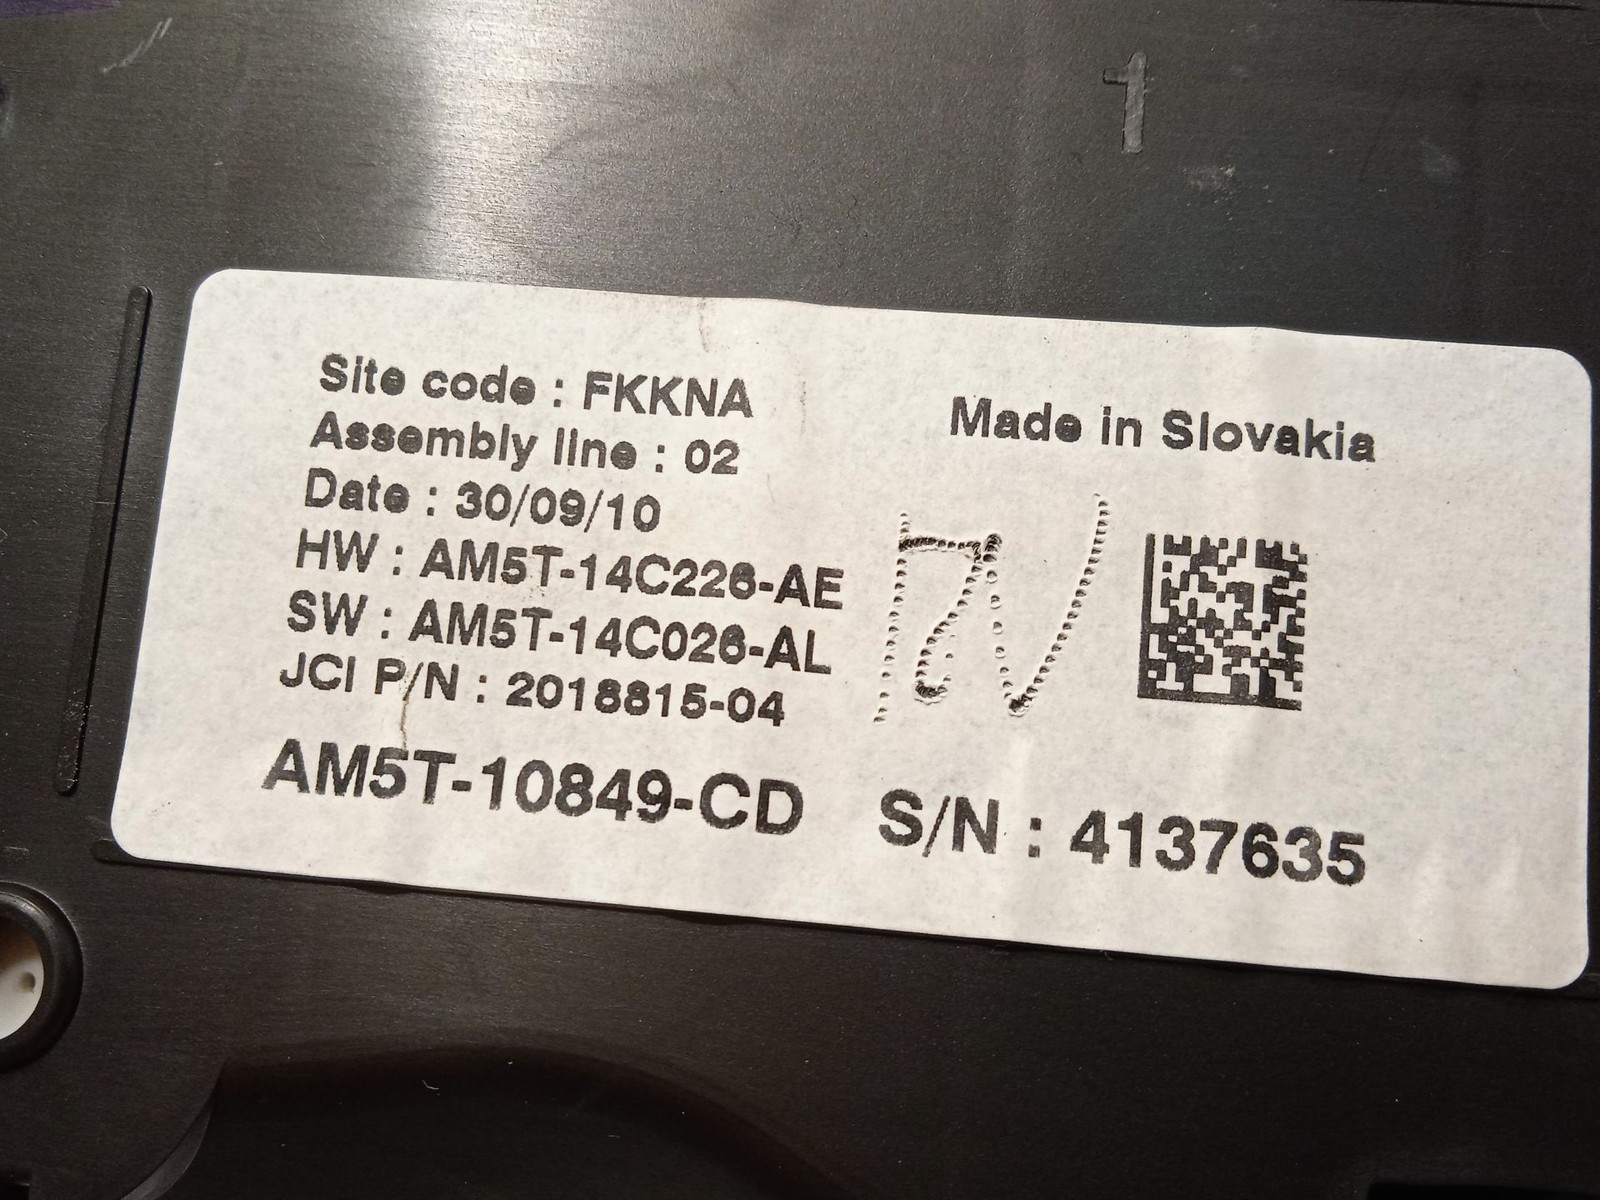 1
Site code : FKKNA
Made in Slovakia
Assembly line : 02
Date : 30/09/10
HW : AM5T-14C226-AE
SW : AM5T-14C026-AL
JCI P/N : 2018815-04
AM5T-10849-CD
S/N : 4137635